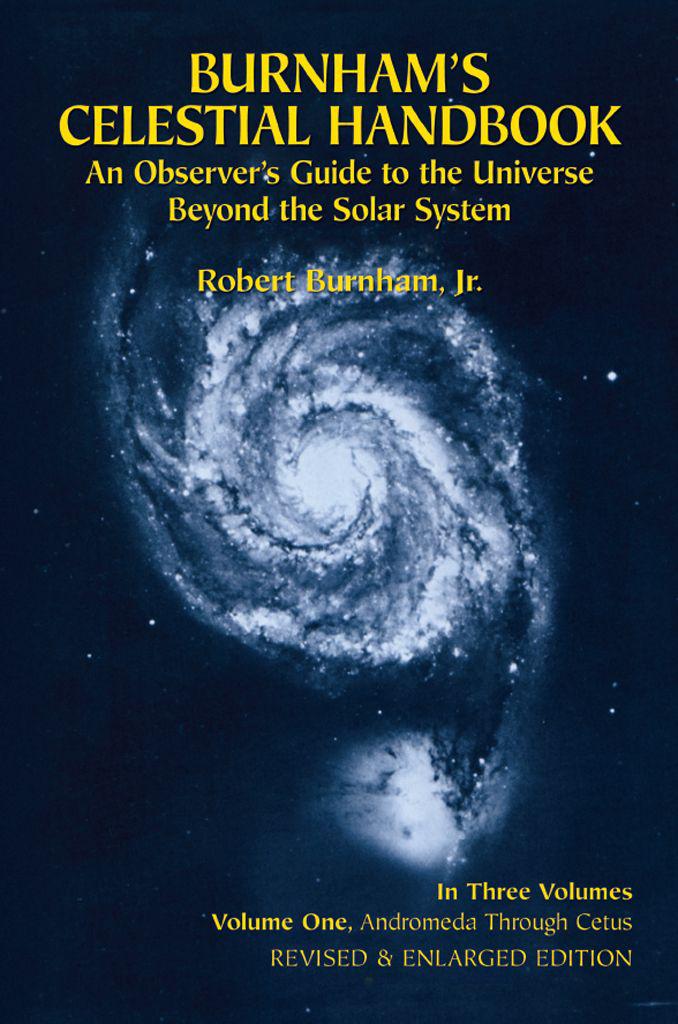 BURNHAM'S
CELESTIAL HANDBOOK
An Observer's Guide to the Universe
Beyond the Solar System
Robert Burnham, Jr.
In Three Volumes
Volume One, Andromeda Through Cetus
REVISED & ENLARGED EDITION